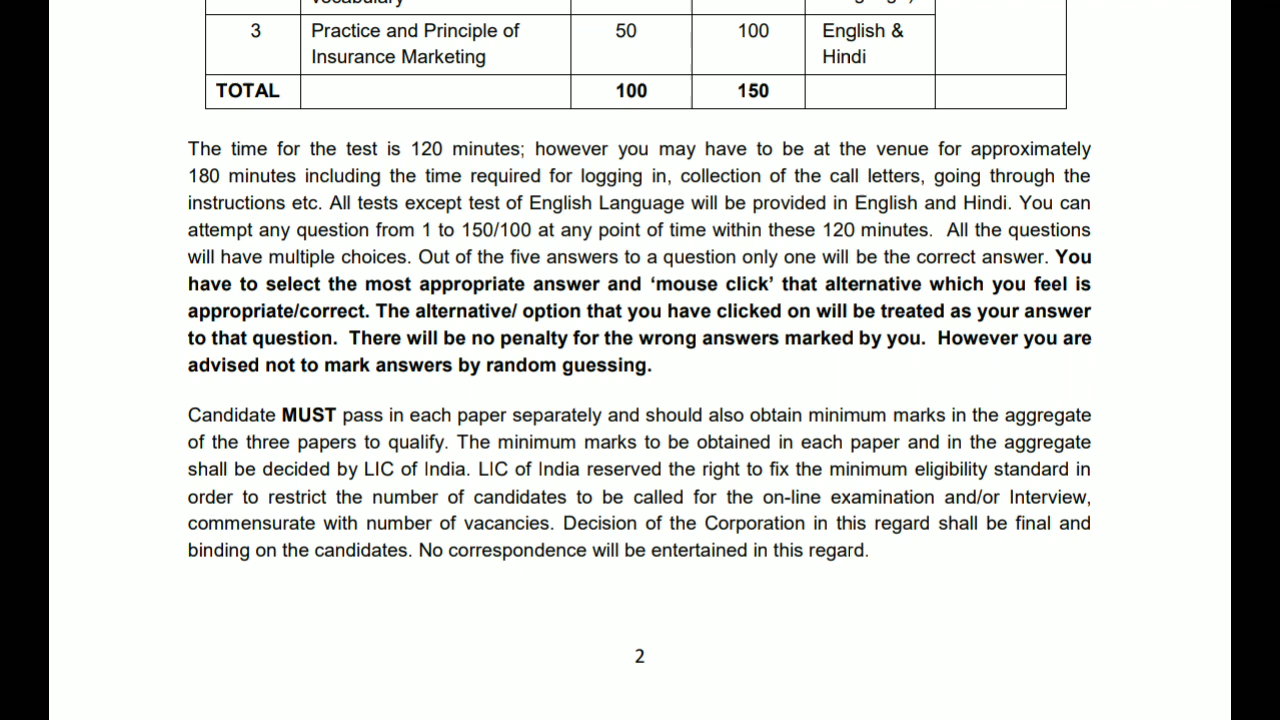 3 Practice and Principle of 50 100 English &
Insurance Marketing Hindi
TOTAL 100 150
The time for the test is 120 minutes; however you may have to be at the venue for approximately
180 minutes including the time required for logging in, collection of the call letters, going through the
instructions etc. All tests except test of English Language will be provided in English and Hindi. You can
attempt any question from 1 to 150/100 at any point of time within these 120 minutes.  All the questions
will have multiple choices. Out of the five answers to a question only one will be the correct answer. You
have to select the most appropriate answer and ‘mouse click’ that alternative which you feel is
appropriate/correct. The alternative/ option that you have clicked on will be treated as your answer
to that question.  There will be no penalty for the wrong answers marked by you.  However you are
advised not to mark answers by random guessing.
Candidate MUST pass in each paper separately and should also obtain minimum marks in the aggregate
of the three papers to qualify. The minimum marks to be obtained in each paper and in the aggregate
shall be decided by LIC of India. LIC of India reserved the right to fix the minimum eligibility standard in
order to restrict the number of candidates to be called for the on-line examination and/or Interview,
commensurate with number of vacancies. Decision of the Corporation in this regard shall be final and
binding on the candidates. No correspondence will be entertained in this regard.
2